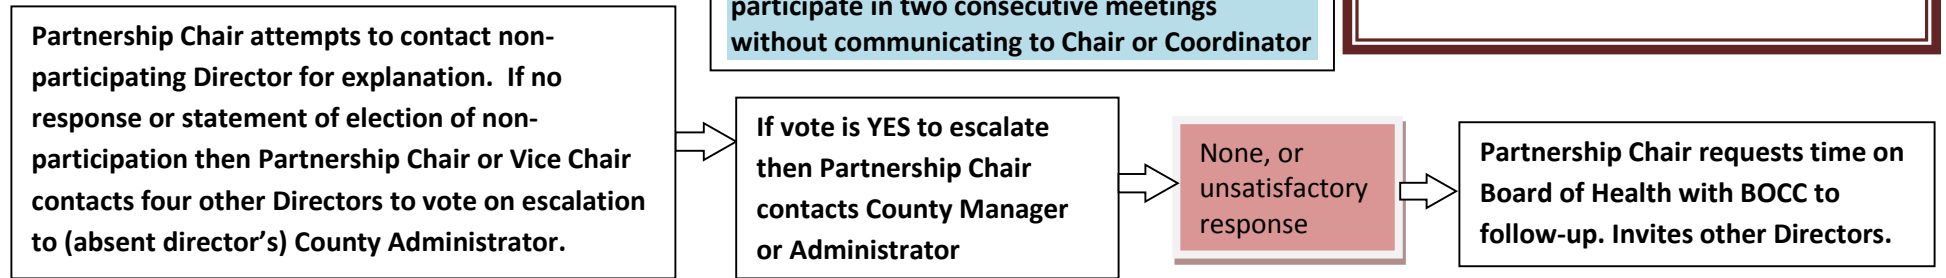 participate in two consecutive meetings
without communicating to Chair or Coordinator
Partnership Chair attempts to contact non-
participating Director for explanation.  If no
response or statement of election of non-
participation then Partnership Chair or Vice Chair
contacts four other Directors to vote on escalation
to (absent director’s) County Administrator.
If vote is YES to escalate
then Partnership Chair
contacts County Manager
or Administrator
None, or
unsatisfactory
response
Partnership Chair requests time on
Board of Health with BOCC to
follow-up. Invites other Directors.